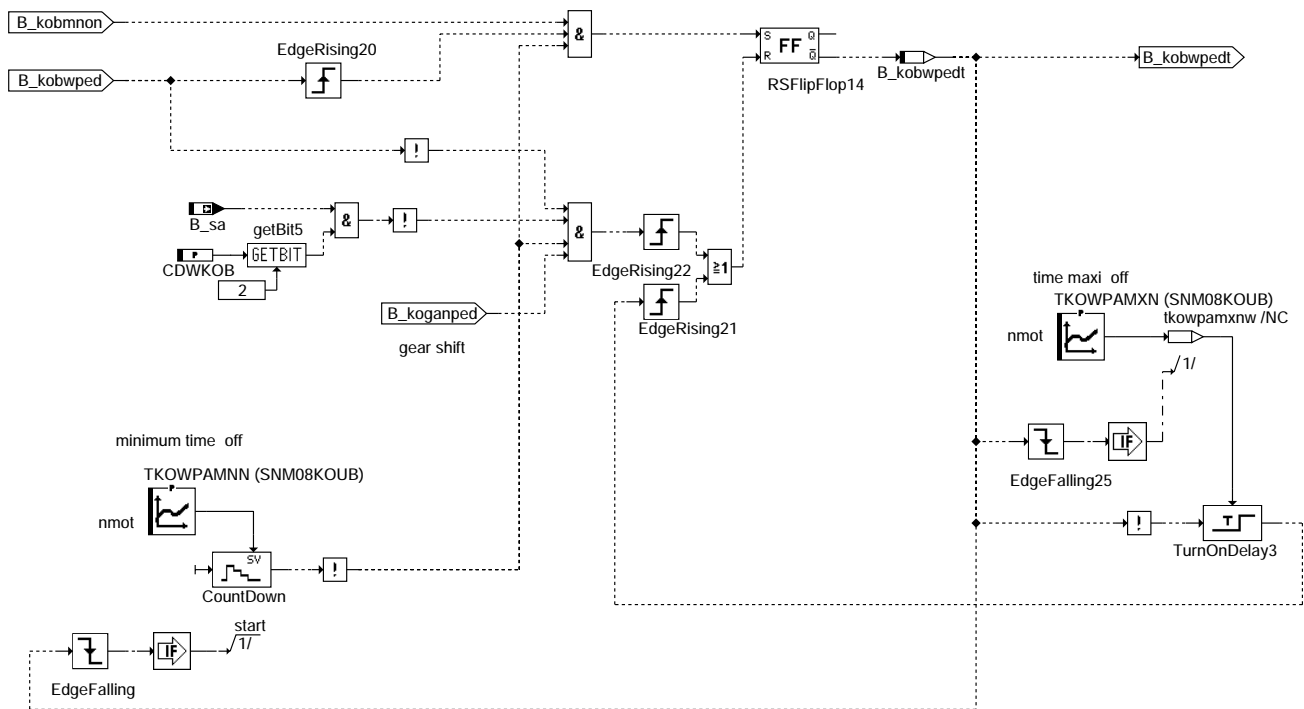 B_kobmnon
&
S Q
FF
R Q
RSFlipFlop14
B_kobwpedt
B_kobwpedt
EdgeRising20
B_kobwped
!
B_sa
&
!
getBit5
GETBIT
P
CDWKOB
2
&
EdgeRising22
≥1
EdgeRising21
B_koganped
gear shift
time maxi off
TKOWPAMXN (SNM08KOUB)
P
tkowpamxnw /NC
nmot
/1/
IF
EdgeFalling25
!
T
TurnOnDelay3
minimum time off
TKOWPAMNN (SNM08KOUB)
P
nmot
SV
CountDown
!
start
1/
IF
EdgeFalling